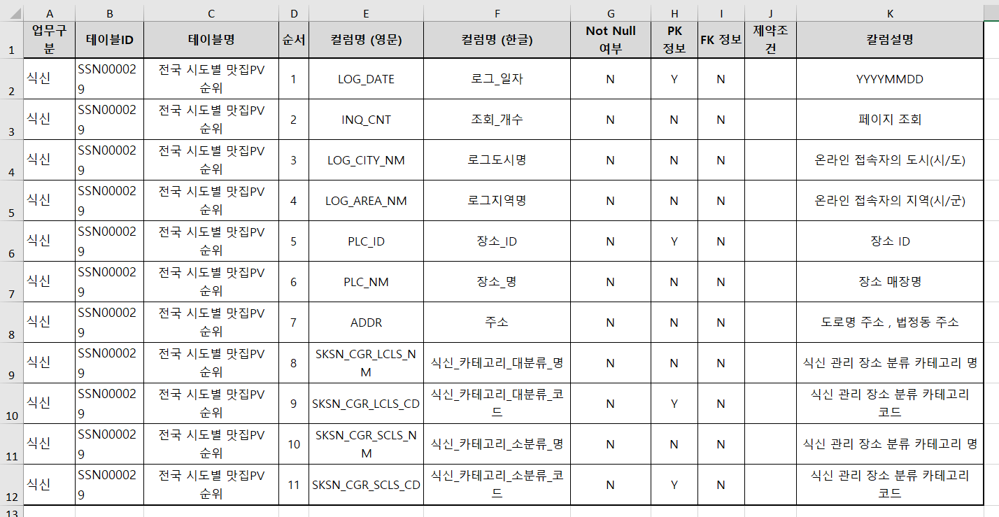 A B C D E F G H I J K
1 업무구분 테이블ID 테이블명 순서 컬럼명 (영문) 컬럼명 (한글) Not Null 여부 PK 정보 FK 정보 제약조건 칼럼설명
2 식신 SSN000029 전국 시도별 맛집PV 순위 1 LOG_DATE 로그_일자 N Y N YYYYMMDD
3 식신 SSN000029 전국 시도별 맛집PV 순위 2 INQ_CNT 조회_개수 N N N 페이지 조회
4 식신 SSN000029 전국 시도별 맛집PV 순위 3 LOG_CITY_NM 로그도시명 N N N 온라인 접속자의 도시(시/도)
5 식신 SSN000029 전국 시도별 맛집PV 순위 4 LOG_AREA_NM 로그지역명 N N N 온라인 접속자의 지역(시/군)
6 식신 SSN000029 전국 시도별 맛집PV 순위 5 PLC_ID 장소_ID N Y N 장소 ID
7 식신 SSN000029 전국 시도별 맛집PV 순위 6 PLC_NM 장소_명 N N N 장소 매장명
8 식신 SSN000029 전국 시도별 맛집PV 순위 7 ADDR 주소 N N N 도로명 주소 , 법정동 주소
9 식신 SSN000029 전국 시도별 맛집PV 순위 8 SKSN_CGR_LCLS_NM 식신_카테고리_대분류_명 N N N 식신 관리 장소 분류 카테고리 명
10 식신 SSN000029 전국 시도별 맛집PV 순위 9 SKSN_CGR_LCLS_CD 식신_카테고리_대분류_코드 N Y N 식신 관리 장소 분류 카테고리 코드
11 식신 SSN000029 전국 시도별 맛집PV 순위 10 SKSN_CGR_SCLS_NM 식신_카테고리_소분류_명 N N N 식신 관리 장소 분류 카테고리 명
12 식신 SSN000029 전국 시도별 맛집PV 순위 11 SKSN_CGR_SCLS_CD 식신_카테고리_소분류_코드 N Y N 식신 관리 장소 분류 카테고리 코드
13